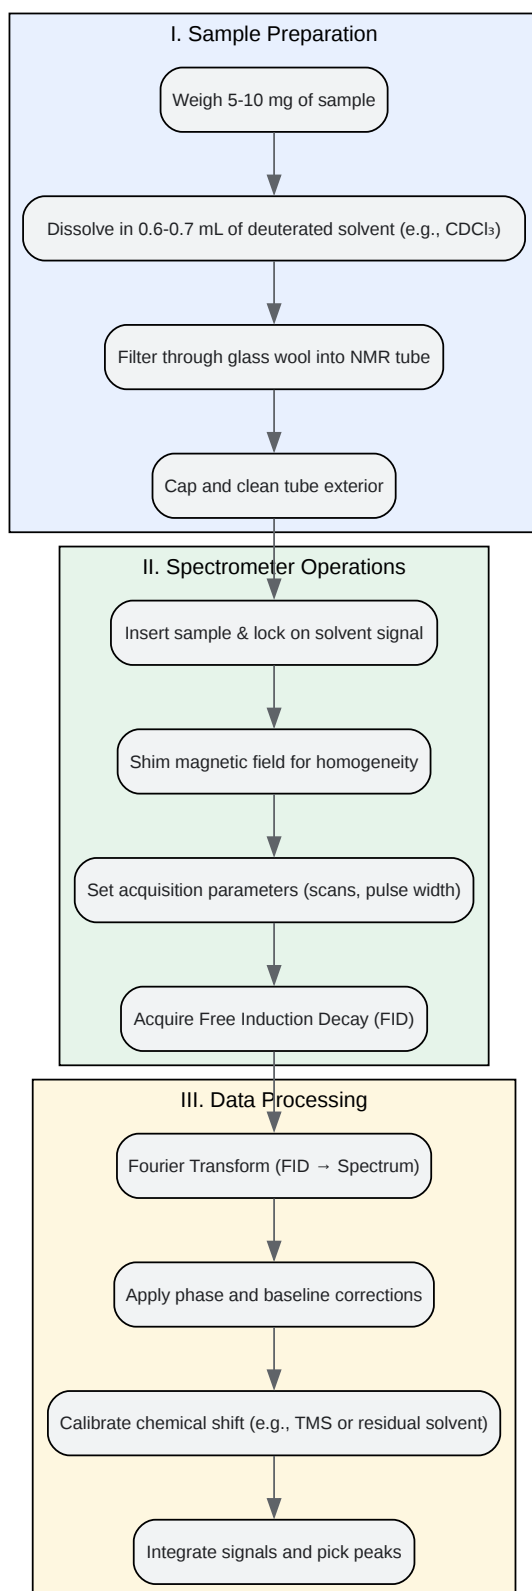 I. Sample Preparation
Weigh 5-10 mg of sample
Dissolve in 0.6-0.7 mL of deuterated solvent (e.g., CDCl₃)
Filter through glass wool into NMR tube
Cap and clean tube exterior
II. Spectrometer Operations
Insert sample & lock on solvent signal
Shim magnetic field for homogeneity
Set acquisition parameters (scans, pulse width)
Acquire Free Induction Decay (FID)
III. Data Processing
Fourier Transform (FID → Spectrum)
Apply phase and baseline corrections
Calibrate chemical shift (e.g., TMS or residual solvent)
Integrate signals and pick peaks